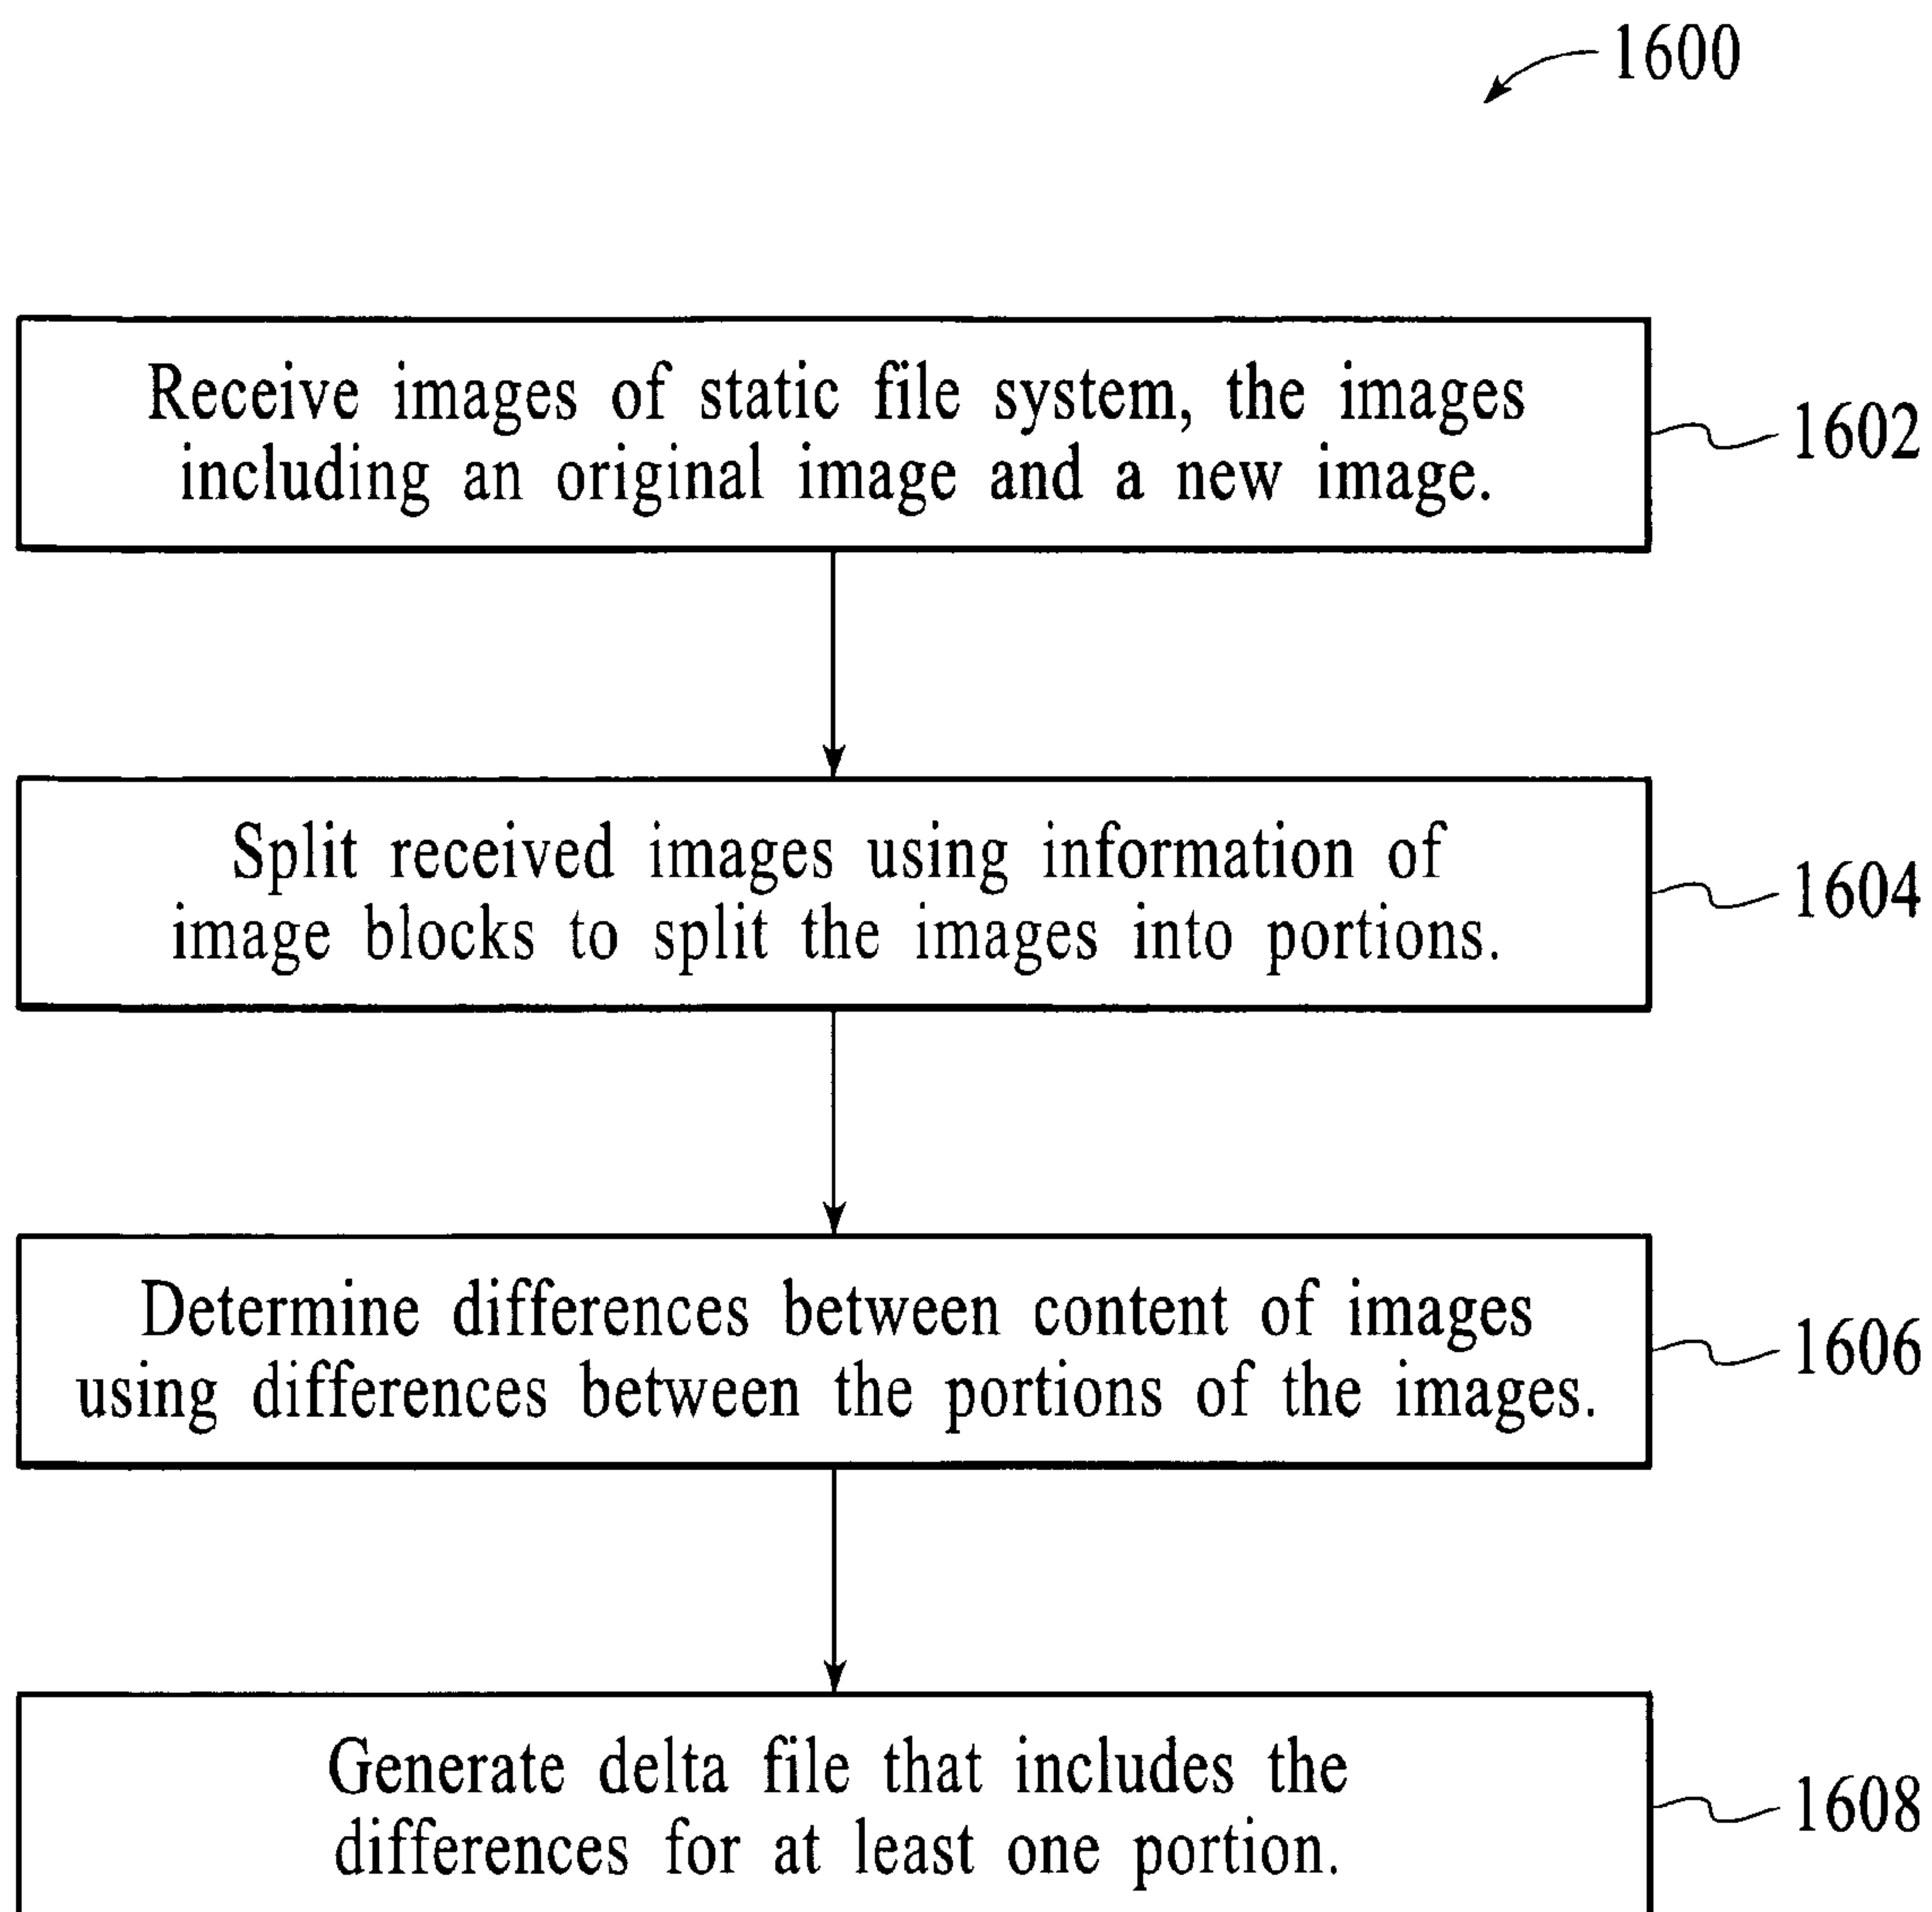 1600
Receive images of static file system, the images
including an original image and a new image.
1602
Split received images using information of
image blocks to split the images into portions.
1604
Determine differences between content of images
using differences between the portions of the images.
1606
Generate delta file that includes the
differences for at least one portion.
1608